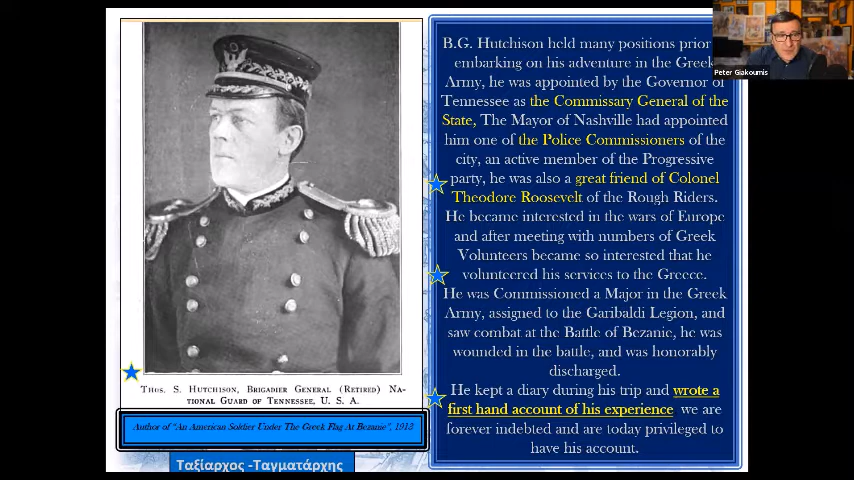 Thos. S. Hutchison, Brigadier General (Retired) Na-
tional Guard of Tennessee, U. S. A.
Author of "An American Soldier Under The Greek Flag At Bezanie", 1913
Ταξίαρχος -Ταγματάρχης
B.G. Hutchison held many positions prior
embarking on his adventure in the Greek
Army, he was appointed by the Governor of
Tennessee as the Commissary General of the
State, The Mayor of Nashville had appointed
him one of the Police Commissioners of the
city, an active member of the Progressive
party, he was also a great friend of Colonel
Theodore Roosevelt of the Rough Riders.
He became interested in the wars of Europe
and after meeting with numbers of Greek
Volunteers became so interested that he
volunteered his services to the Greece.
He was Commissioned a Major in the Greek
Army, assigned to the Garibaldi Legion, and
saw combat at the Battle of Bezanie, he was
wounded in the battle, and was honorably
discharged.
He kept a diary during his trip and wrote a
first hand account of his experience we are
forever indebted and are today privileged to
have his account.
Peter Giakoumis